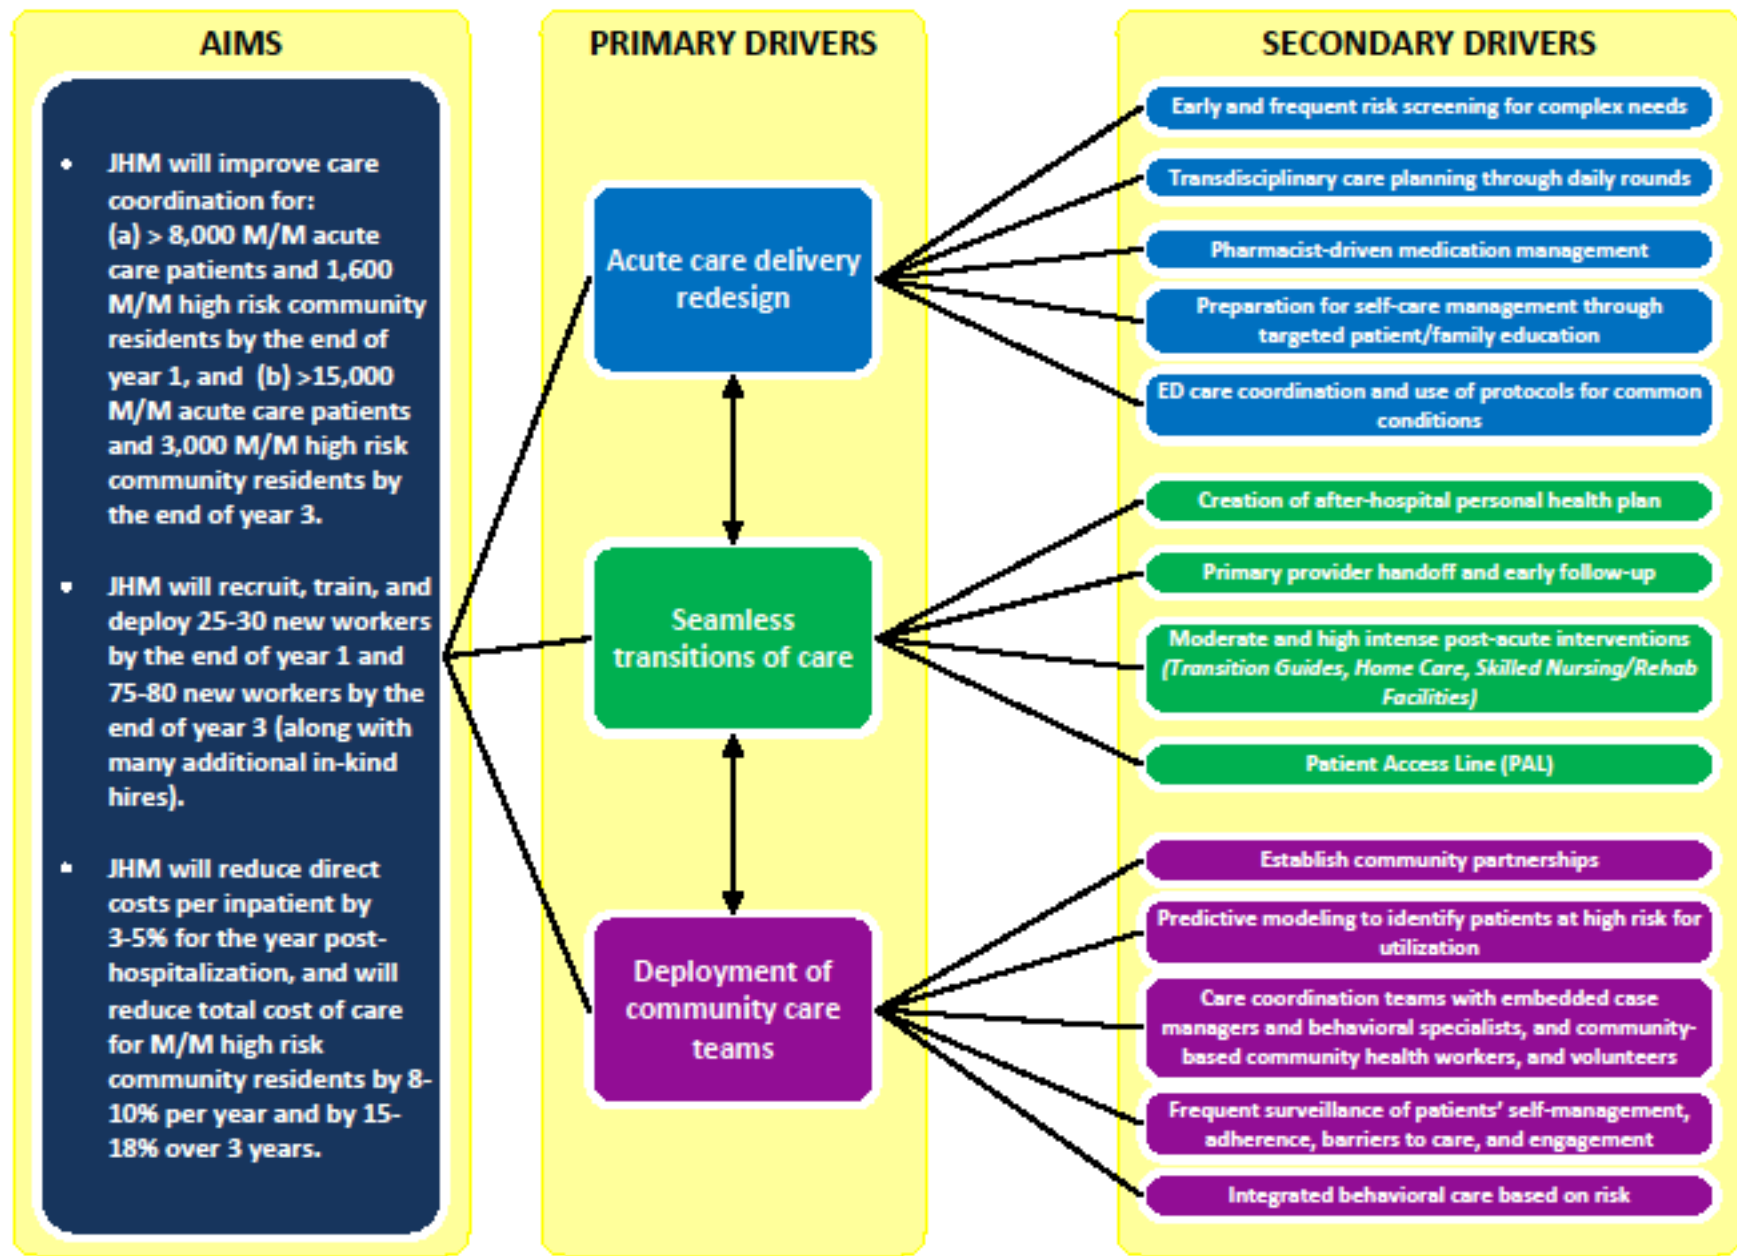 AIMS
JHM will improve care
coordination for:
(a) > 8,000 M/M acute
care patients and 1,600
M/M high risk community
residents by the end of
year 1, and (b) >15,000
M/M acute care patients
and 3,000 M/M high risk
community residents by
the end of year 3.
JHM will recruit, train, and
deploy 25-30 new workers
by the end of year 1 and
75-80 new workers by the
end of year 3 (along with
many additional in-kind
hires).
JHM will reduce direct
costs per inpatient by
3-5% for the year post-
hospitalization, and will
reduce total cost of care
for M/M high risk
community residents by 8-
10% per year and by 15-
18% over 3 years.
PRIMARY DRIVERS
Acute care delivery
redesign
Seamless
transitions of care
Deployment of
community care
teams
SECONDARY DRIVERS
Early and frequent risk screening for complex needs
Transdisciplinary care planning through daily rounds
Pharmacist-driven medication management
Preparation for self-care management through
targeted patient/family education
ED care coordination and use of protocols for common
conditions
Creation of after-hospital personal health plan
Primary provider handoff and early follow-up
Moderate and high intense post-acute interventions
(Transition Guides, Home Care, Skilled Nursing/Rehab
Facilities)
Patient Access Line (PAL)
Establish community partnerships
Predictive modeling to identify patients at high risk for
utilization
Care coordination teams with embedded case
managers and behavioral specialists, and community-
based community health workers, and volunteers
Frequent surveillance of patients' self-management,
adherence, barriers to care, and engagement
Integrated behavioral care based on risk